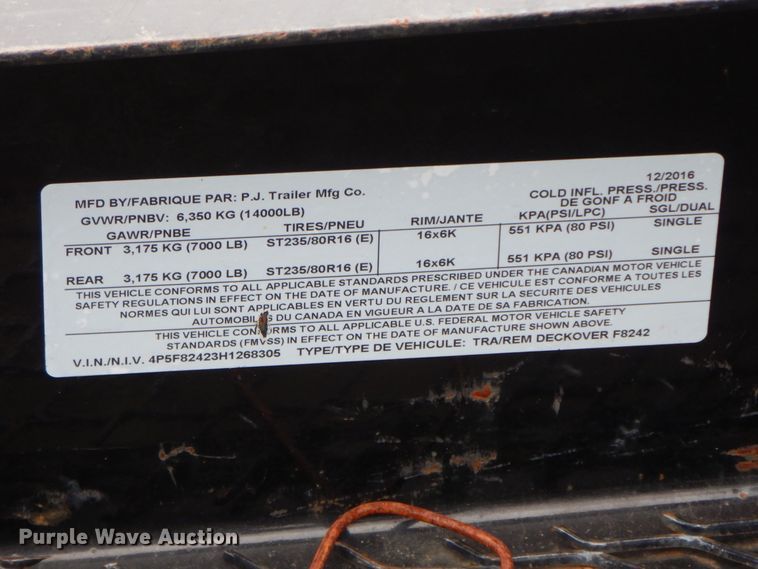 MFD BY/FABRIQUE PAR: P.J. Trailer Mfg Co. 12/2016
GVWR/PNBV: 6,350 KG (14000LB) COLD INFL. PRESS./PRESS.
DE GONF A FROID
GAWR/PNBE TIRES/PNEU RIM/JANTE KPA(PSI/LPC) SGL/DUAL
FRONT 3,175 KG (7000 LB) ST235/80R16 (E) 16x6K 551 KPA (80 PSI) SINGLE
REAR 3,175 KG (7000 LB) ST235/80R16 (E) 16x6K 551 KPA (80 PSI) SINGLE
THIS VEHICLE CONFORMS TO ALL APPLICABLE STANDARDS PRESCRIBED UNDER THE CANADIAN MOTOR VEHICLE
SAFETY REGULATIONS IN EFFECT ON THE DATE OF MANUFACTURE. / CE VEHICULE EST CONFORME A TOUTES LES
NORMES QUI LUI SONT APPLICABLES EN VERTU DU REGLEMENT SUR LA SECURITE DES VEHICULES
AUTOMOBILES DU CANADA EN VIGUEUR A LA DATE DE SA FABRICATION.
THIS VEHICLE CONFORMS TO ALL APPLICABLE U.S. FEDERAL MOTOR VEHICLE SAFETY
STANDARDS (FMVSS) IN EFFECT ON THE DATE OF MANUFACTURE SHOWN ABOVE.
V.I.N./N.I.V. 4P5F82423H1268305 TYPE/TYPE DE VEHICULE: TRA/REM DECKOVER F8242
Purple Wave Auction